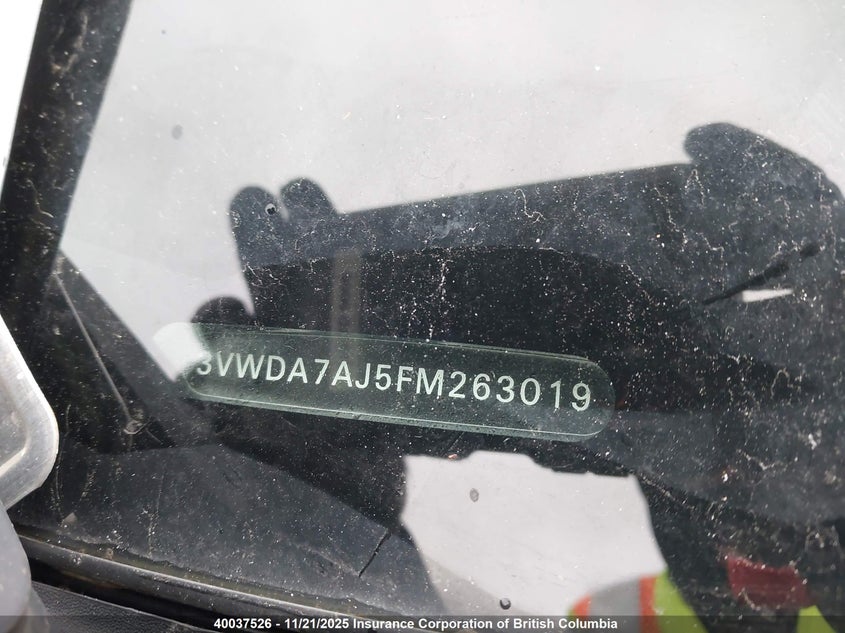 3VWDA7AJ5FM263019
40037526 - 11/21/2025 Insurance Corporation of British Columbia